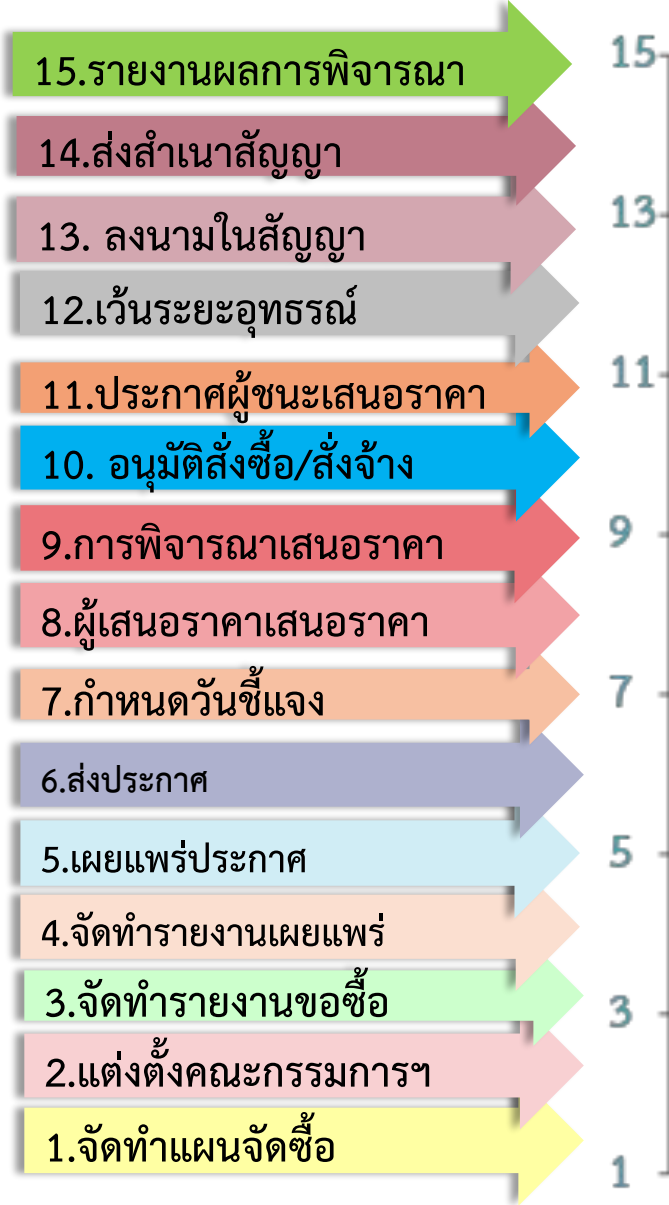 15.รายงานผลการพิจารณา
15
14.ส่งสำเนาสัญญา
13. ลงนามในสัญญา
13
12.เว้นระยะอุทธรณ์
11.ประกาศผู้ชนะเสนอราคา
11
10. อนุมัติสั่งซื้อ/สั่งจ้าง
9.การพิจารณาเสนอราคา
9
8.ผู้เสนอราคาเสนอราคา
7.กำหนดวันชี้แจง
7
6.ส่งประกาศ
5.เผยแพร่ประกาศ
5
4.จัดทำรายงานเผยแพร่
3.จัดทำรายงานขอซื้อ
3
2.แต่งตั้งคณะกรรมการฯ
1.จัดทำแผนจัดซื้อ
1